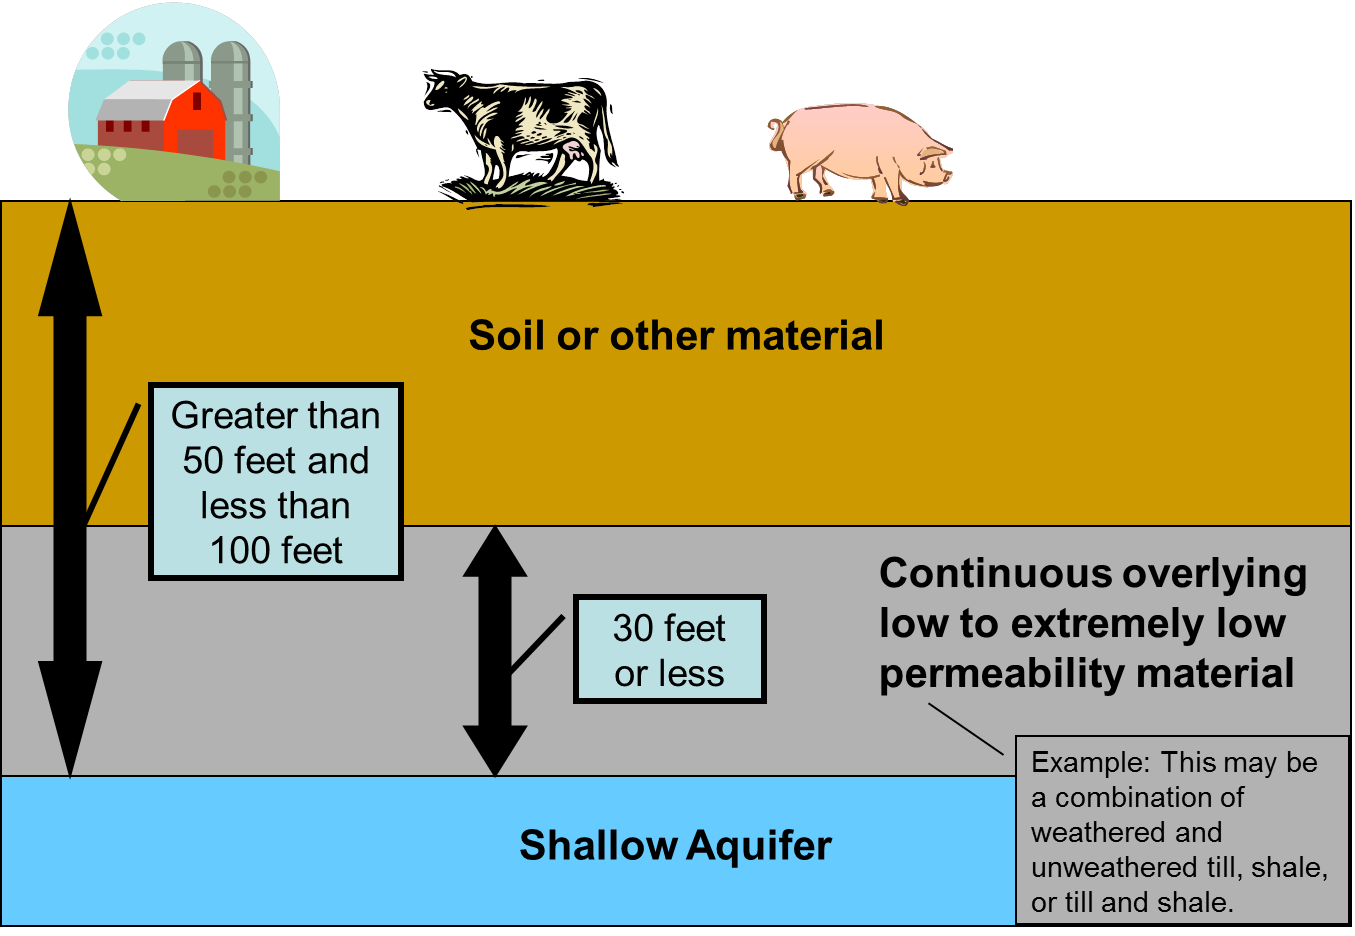 Soil or other material
Greater than
50 feet and
less than
100 feet
30 feet
or less
Continuous overlying
low to extremely low
permeability material
Example: This may be
a combination of
weathered and
unweathered till, shale,
or till and shale.
Shallow Aquifer